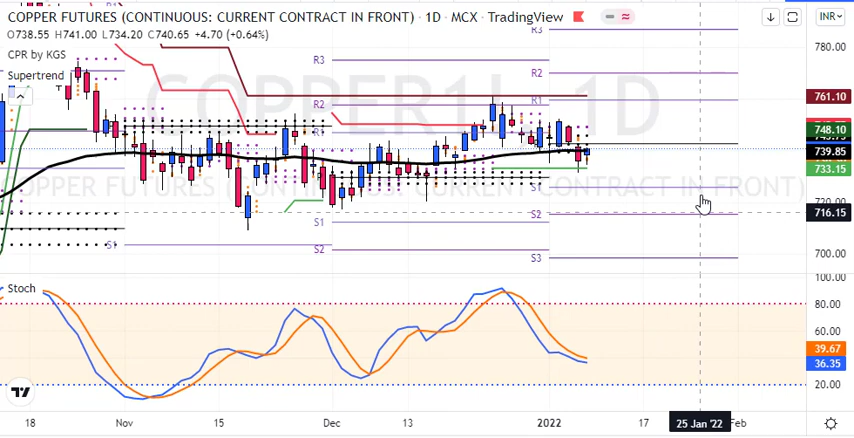 COPPER FUTURES (CONTINUOUS: CURRENT CONTRACT IN FRONT) · 1D · MCX · TradingView
INR
O738.55 H741.00 L734.20 C740.65 +4.70 (+0.64%)
CPR by KGS
Supertrend
COPPER1!, 1D
COPPER FUTURES (CONTINUOUS: CURRENT CONTRACT IN FRONT)
R3
R2
R1
S1
S2
R3
R2
R1
S1
S2
S3
S1
780.00
761.10
748.10
739.85
733.15
720.00
716.15
700.00
Stoch
100.00
80.00
60.00
39.67
36.35
20.00
18
Nov
15
Dec
13
2022
17
25 Jan '22
Feb